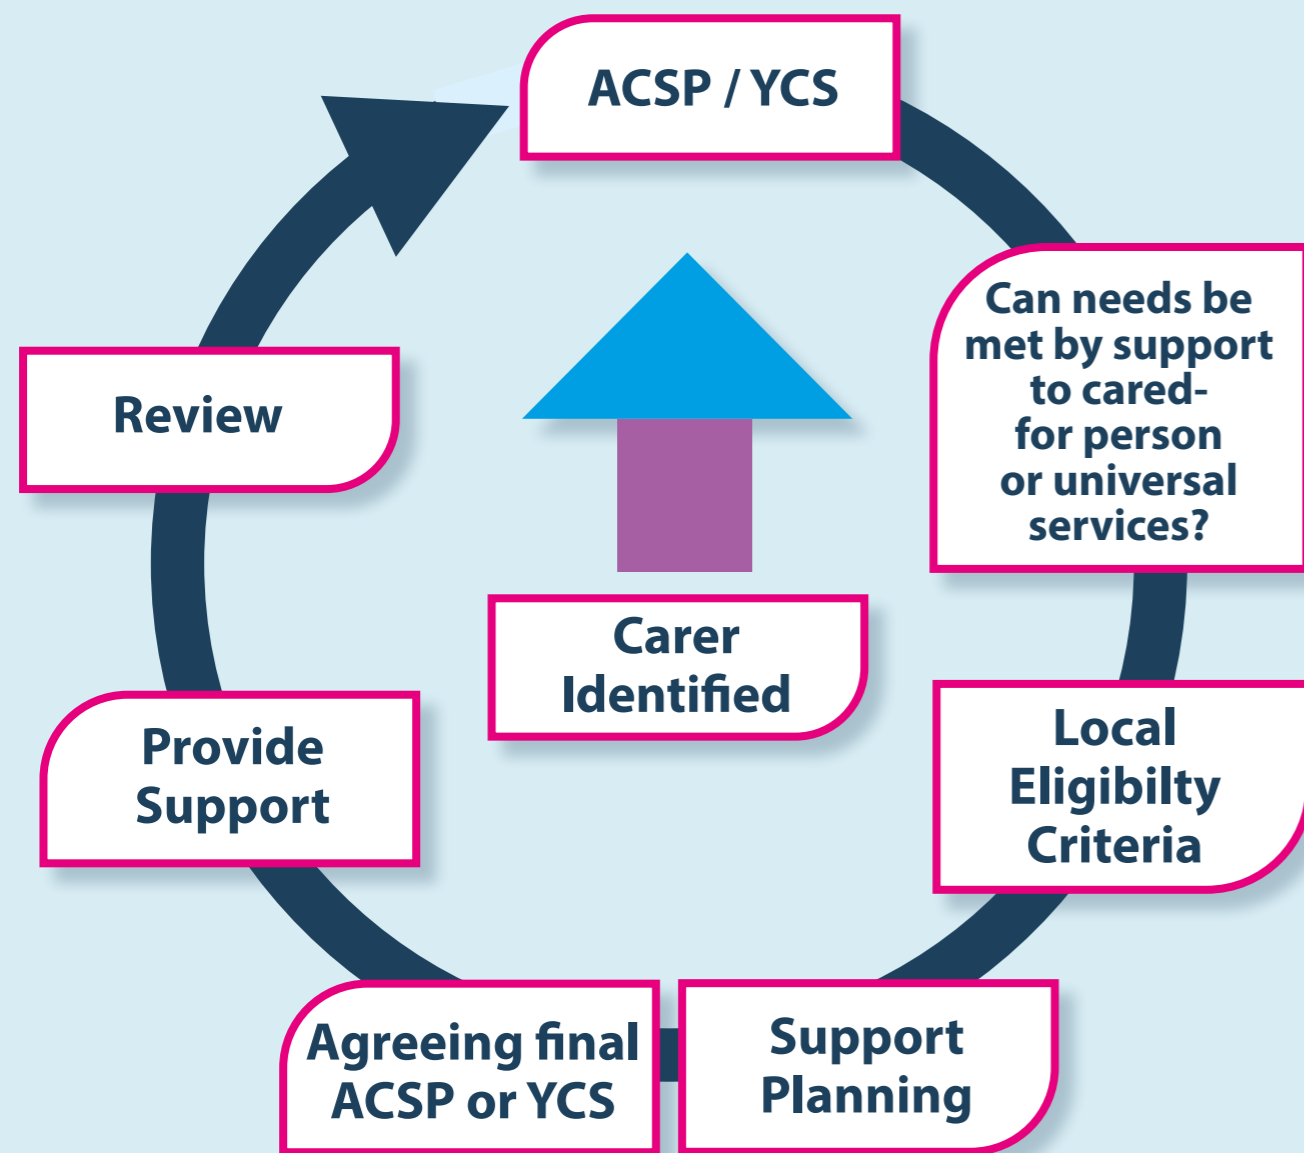 ACSP / YCS
Can needs be
met by support
to cared-
for person
or universal
services?
Local
Eligibilty
Criteria
Support
Planning
Agreeing final
ACSP or YCS
Provide
Support
Review
Carer
Identified